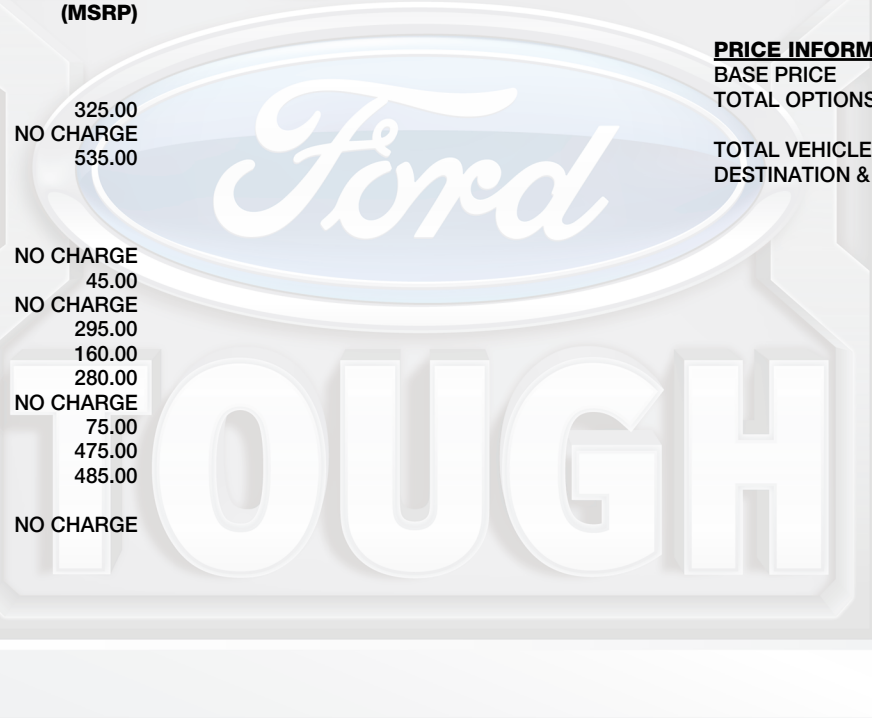 (MSRP)
325.00
NO CHARGE
535.00
NO CHARGE
45.00
NO CHARGE
295.00
160.00
280.00
NO CHARGE
75.00
475.00
485.00
NO CHARGE
PRICE INFORM
BASE PRICE
TOTAL OPTIONS
TOTAL VEHICLE
DESTINATION &
Ford
TOUGH